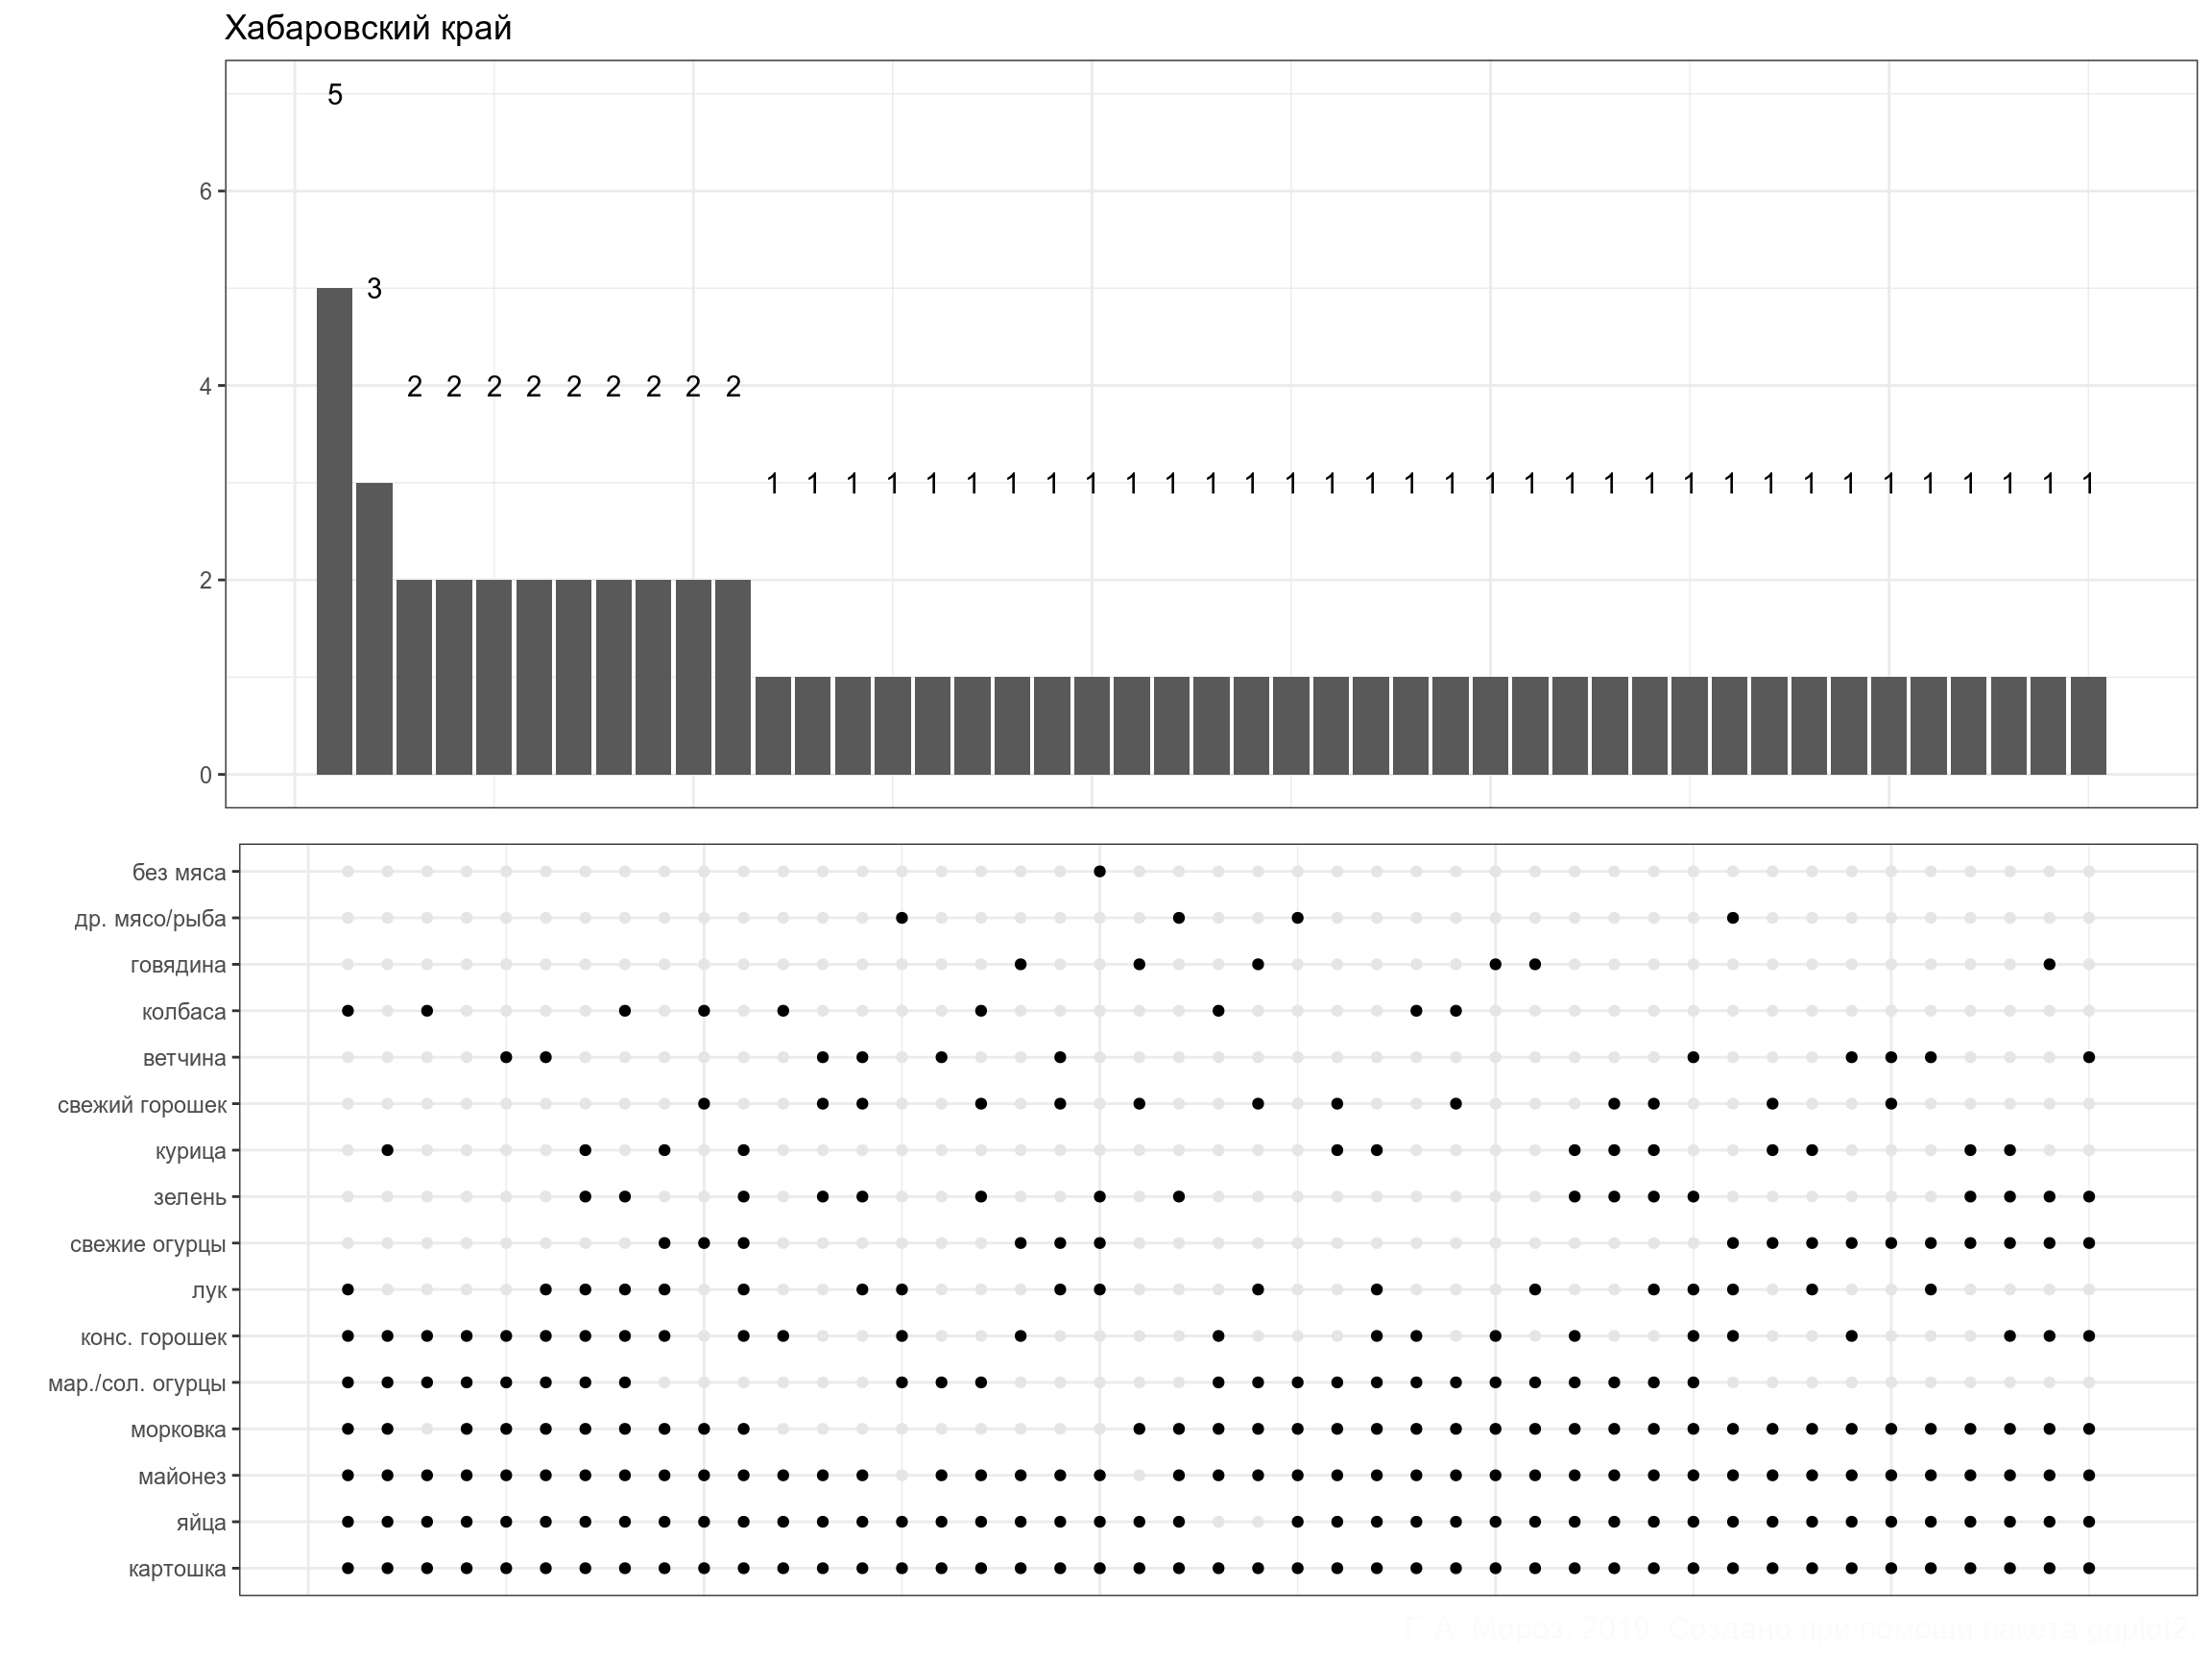 Хабаровский край
5
6
3
4
2 2 2 2 2 2 2 2 2
1 1 1 1 1 1 1 1 1 1 1 1 1 1 1 1 1 1 1 1 1 1 1 1 1 1 1 1 1 1 1 1 1 1
2
0
без мяса
др. мясо/рыба
говядина
колбаса
ветчина
свежий горошек
курица
зелень
свежие огурцы
лук
конс. горошек
мар./сол. огурцы
морковка
майонез
яйца
картошка
Г. А. Мороз, 2019. Создано при помощи пакета ggplot2.